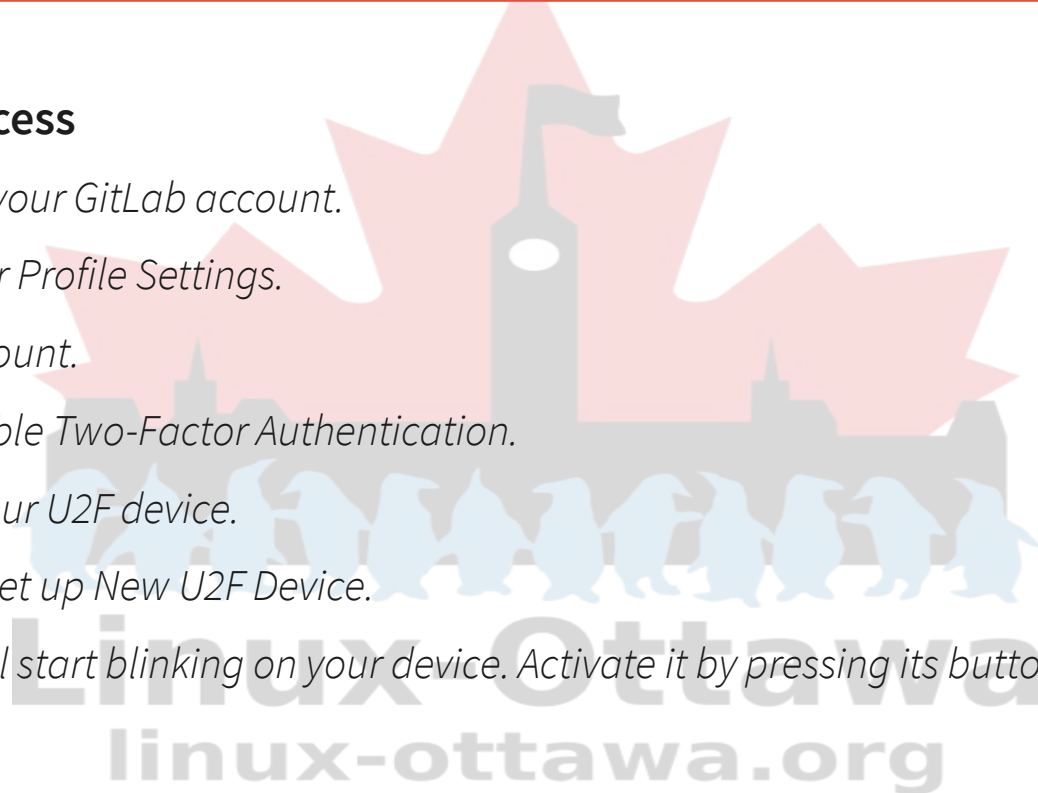 cess
your GitLab account.
r Profile Settings.
ount.
ble Two-Factor Authentication.
ur U2F device.
et up New U2F Device.
l start blinking on your device. Activate it by pressing its butto
Linux Ottawa
linux-ottawa.org